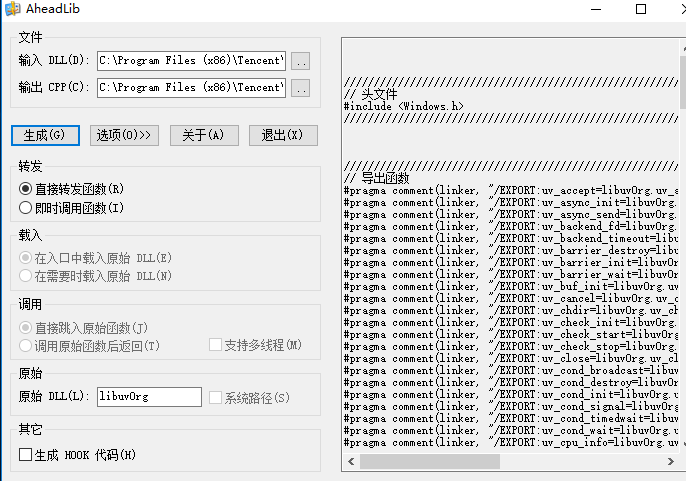 AheadLib
文件
输入 DLL(D): C:\Program Files (x86)\Tencent\ ..
输出 CPP(C): C:\Program Files (x86)\Tencent\ ..
生成(G) 选项(O)>> 关于(A) 退出(X)
转发
直接转发函数(R)
即时调用函数(I)
载入
在入口中载入原始 DLL(E)
在需要时载入原始 DLL(N)
调用
直接跳入原始函数(J)
调用原始函数后返回(T) 支持多线程(M)
原始
原始 DLL(L): libuvOrg 系统路径(S)
其它
生成 HOOK 代码(H)
////////////////////////////////////////////////////////
// 头文件
#include <Windows.h>
////////////////////////////////////////////////////////
////////////////////////////////////////////////////////
// 导出函数
#pragma comment(linker, "/EXPORT:uv_accept=libuvOrg.uv_a
#pragma comment(linker, "/EXPORT:uv_async_init=libuvOrg.
#pragma comment(linker, "/EXPORT:uv_async_send=libuvOrg.
#pragma comment(linker, "/EXPORT:uv_backend_fd=libuvOrg.
#pragma comment(linker, "/EXPORT:uv_backend_timeout=libu
#pragma comment(linker, "/EXPORT:uv_barrier_destroy=libu
#pragma comment(linker, "/EXPORT:uv_barrier_init=libuvOr
#pragma comment(linker, "/EXPORT:uv_barrier_wait=libuvOr
#pragma comment(linker, "/EXPORT:uv_buf_init=libuvOrg.uv
#pragma comment(linker, "/EXPORT:uv_cancel=libuvOrg.uv_c
#pragma comment(linker, "/EXPORT:uv_chdir=libuvOrg.uv_ch
#pragma comment(linker, "/EXPORT:uv_check_init=libuvOrg.
#pragma comment(linker, "/EXPORT:uv_check_start=libuvOrg
#pragma comment(linker, "/EXPORT:uv_check_stop=libuvOrg.
#pragma comment(linker, "/EXPORT:uv_close=libuvOrg.uv_cl
#pragma comment(linker, "/EXPORT:uv_cond_broadcast=libuv
#pragma comment(linker, "/EXPORT:uv_cond_destroy=libuvOr
#pragma comment(linker, "/EXPORT:uv_cond_init=libuvOrg.u
#pragma comment(linker, "/EXPORT:uv_cond_signal=libuvOrg
#pragma comment(linker, "/EXPORT:uv_cond_timedwait=libuv
#pragma comment(linker, "/EXPORT:uv_cond_wait=libuvOrg.u
#pragma comment(linker, "/EXPORT:uv_cpu_info=libuvOrg.uv